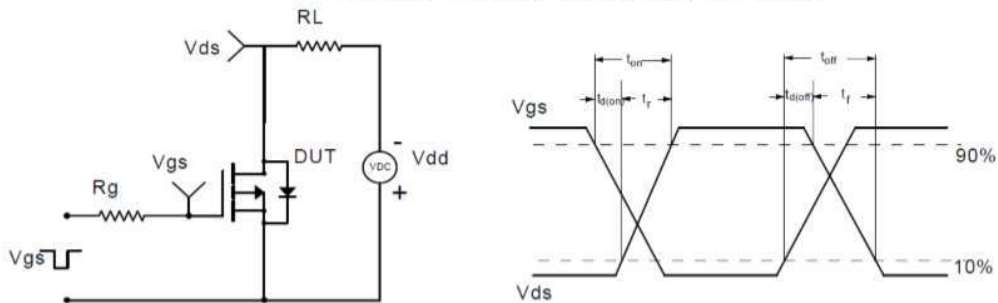 RL
Vds
Vgs
DUT
Rg
VDC
-
Vdd
+
Vgs
ton
toff
td(on)
tr
td(off)
tf
Vgs
90%
10%
Vds